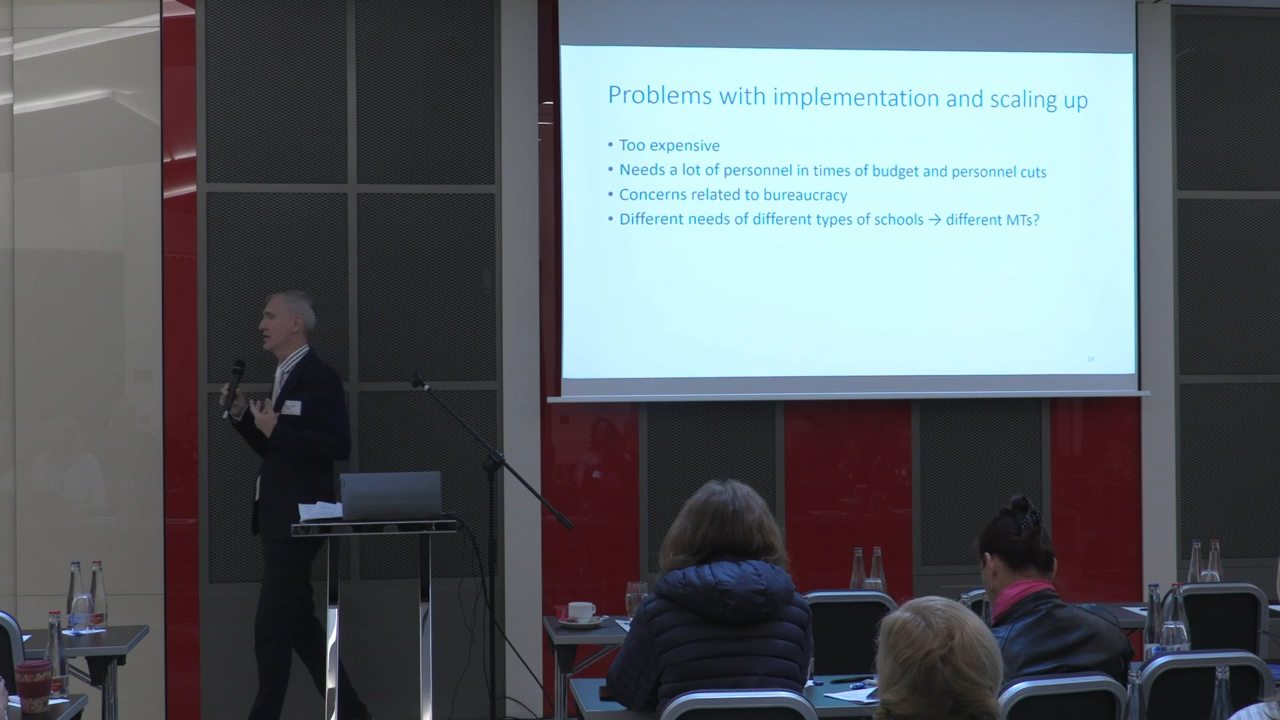 Problems with implementation and scaling up
• Too expensive
• Needs a lot of personnel in times of budget and personnel cuts
• Concerns related to bureaucracy
• Different needs of different types of schools → different MTs?